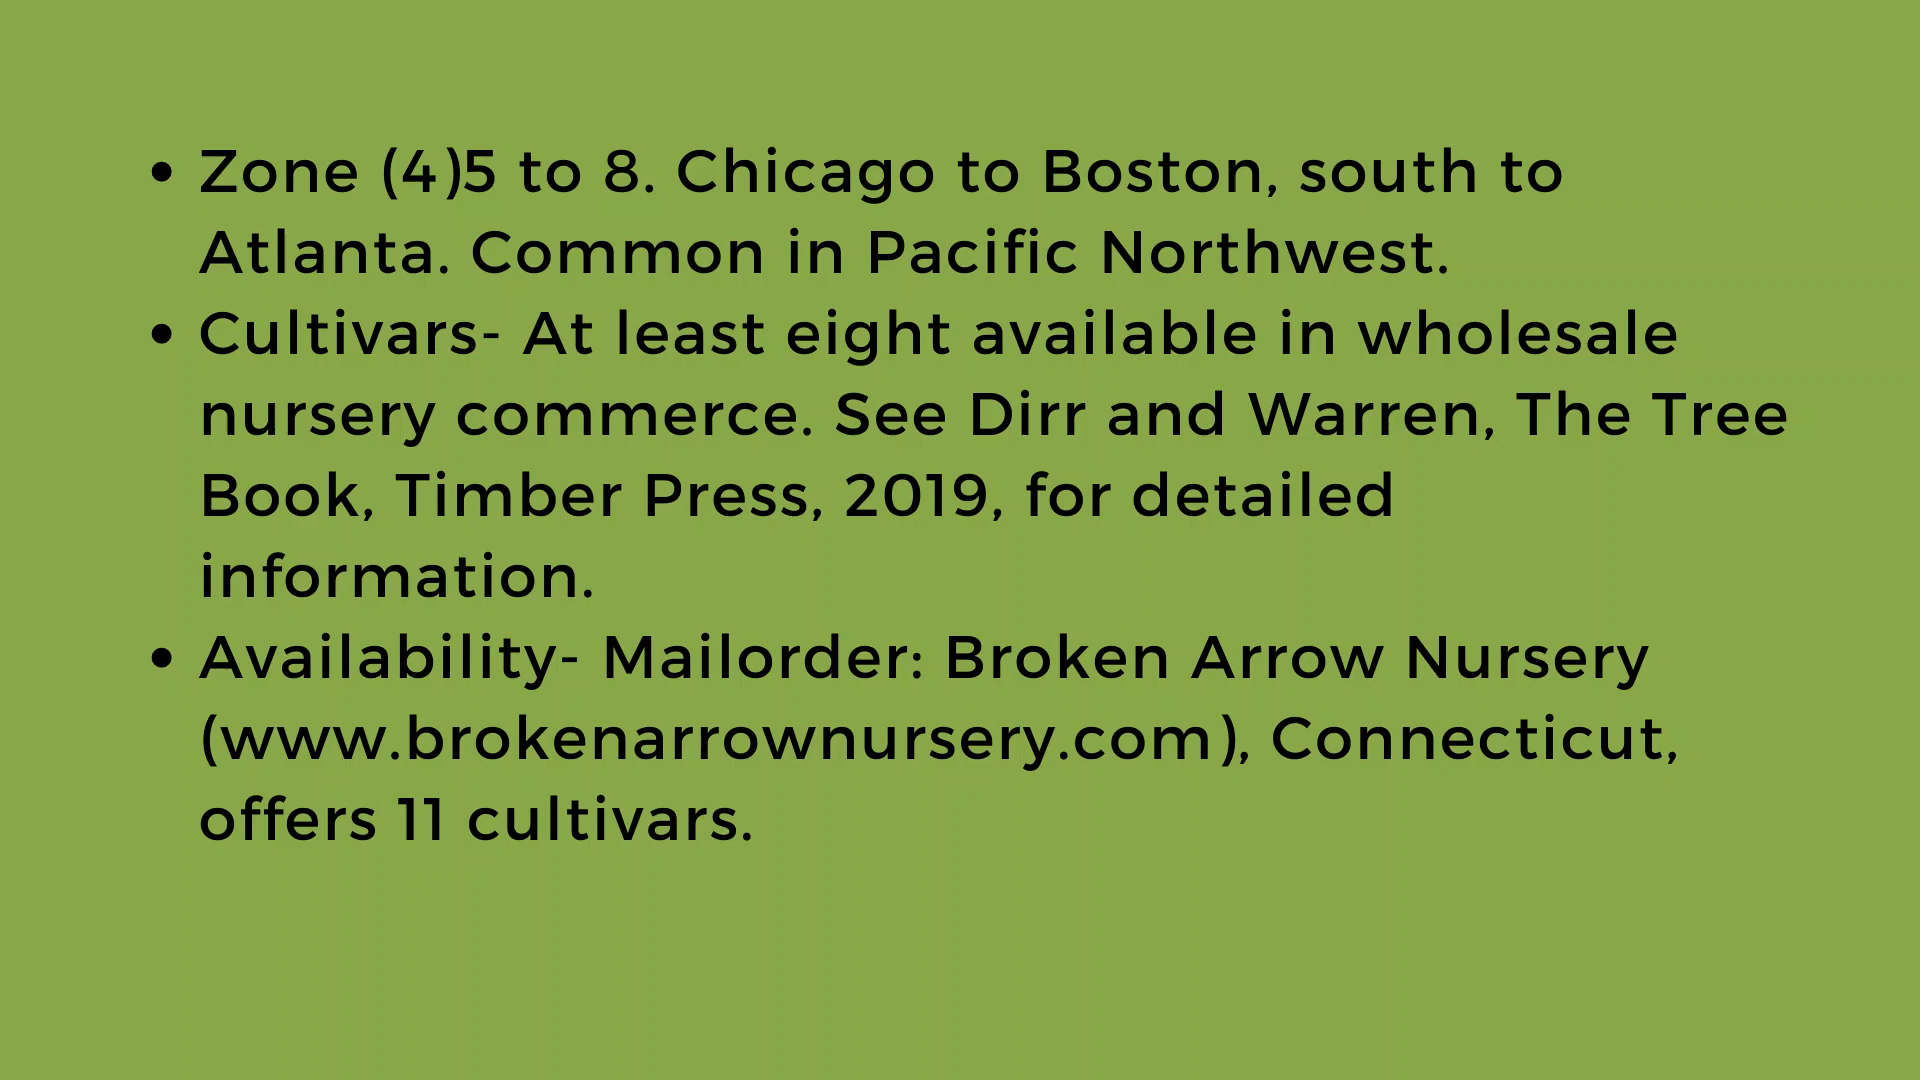 • Zone (4)5 to 8. Chicago to Boston, south to
Atlanta. Common in Pacific Northwest.
• Cultivars- At least eight available in wholesale
nursery commerce. See Dirr and Warren, The Tree
Book, Timber Press, 2019, for detailed
information.
• Availability- Mailorder: Broken Arrow Nursery
(www.brokenarrownursery.com), Connecticut,
offers 11 cultivars.